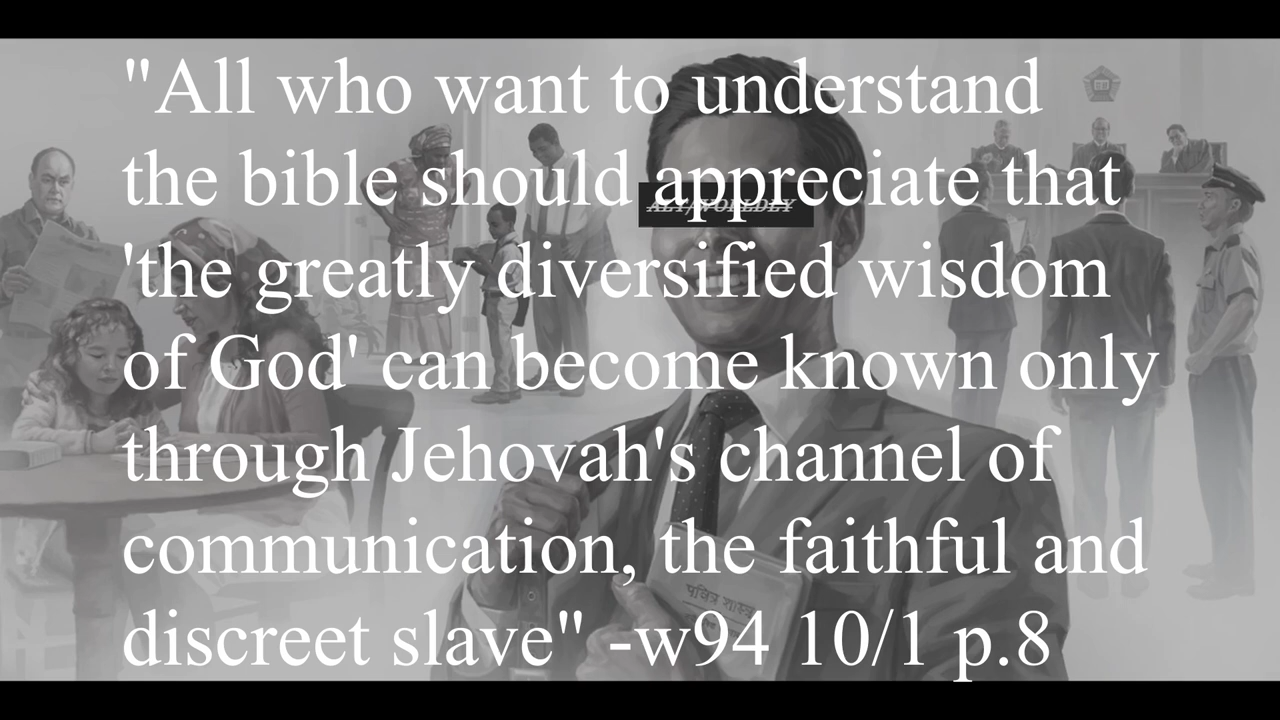 "All who want to understand
the bible should appreciate that
'the greatly diversified wisdom
of God' can become known only
through Jehovah's channel of
communication, the faithful and
discreet slave" -w94 10/1 p.8
पवित्र शास्त्र